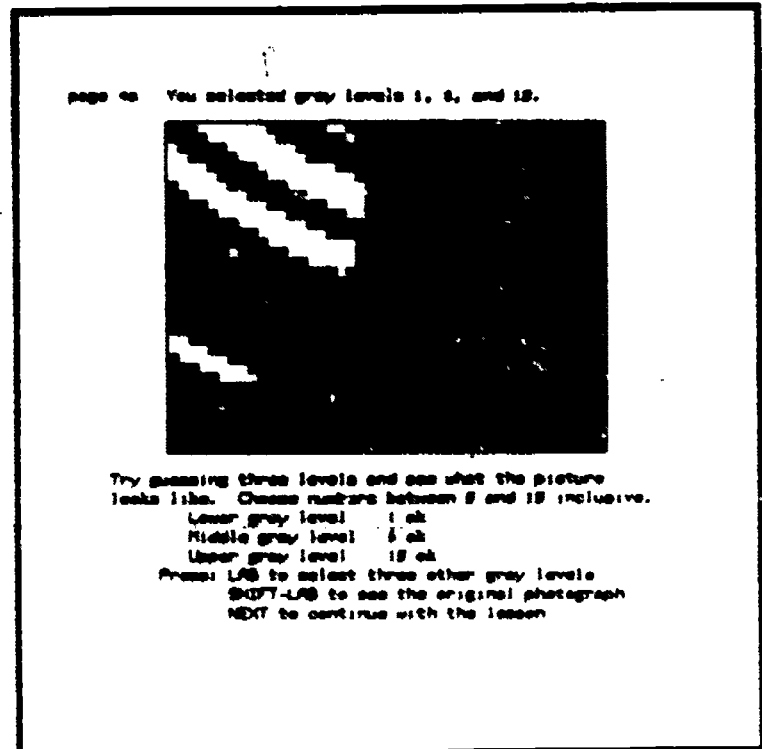 page You selected gray levels 1, and
Try guessing three levels and see what the picture
looks like. Choose numbers between 0 and 15 inclusive.
Lower gray level 1 ok
Middle gray level ok
Upper gray level ok
Press: LAB to select three other gray levels
SHIFT-LAB to see the original photograph
NEXT to continue with the lesson